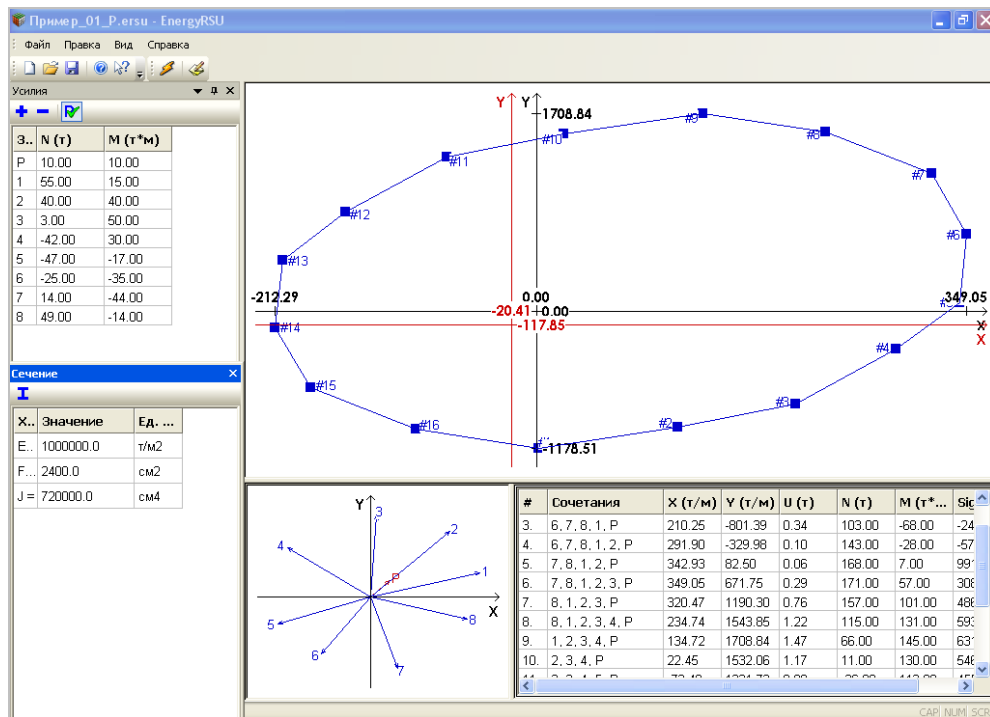 Пример_01_P.ersu - EnergyRSU
Файл Правка Вид Справка
Усилия
З.. N (т) M (т*м)
P 10.00 10.00
1 55.00 15.00
2 40.00 40.00
3 3.00 50.00
4 -42.00 30.00
5 -47.00 -17.00
6 -25.00 -35.00
7 14.00 -44.00
8 49.00 -14.00
Сечение
Х.. Значение Ед. ...
E.. 1000000.0 т/м2
F... 2400.0 см2
J = 720000.0 см4
Y Y
1708.84
#9
#8
#10
#11
#7
#12
#6
#13
-212.29 0.00 349.05
-20.41 0.00
-117.85
X
X
#14
#4
#15
#3
#16
#2
-1178.51
Y
3
2
4
P
1
X
5
8
6
7
# Сочетания X (т/м) Y (т/м) U (т) N (т) M (т*... Sig
3. 6, 7, 8, 1, P 210.25 -801.39 0.34 103.00 -68.00 -24
4. 6, 7, 8, 1, 2, P 291.90 -329.98 0.10 143.00 -28.00 -57
5. 7, 8, 1, 2, P 342.93 82.50 0.06 168.00 7.00 991
6. 7, 8, 1, 2, 3, P 349.05 671.75 0.29 171.00 57.00 308
7. 8, 1, 2, 3, P 320.47 1190.30 0.76 157.00 101.00 486
8. 8, 1, 2, 3, 4, P 234.74 1543.85 1.22 115.00 131.00 593
9. 1, 2, 3, 4, P 134.72 1708.84 1.47 66.00 145.00 631
10. 2, 3, 4, P 22.45 1532.06 1.17 11.00 130.00 546
CAP NUM SCR